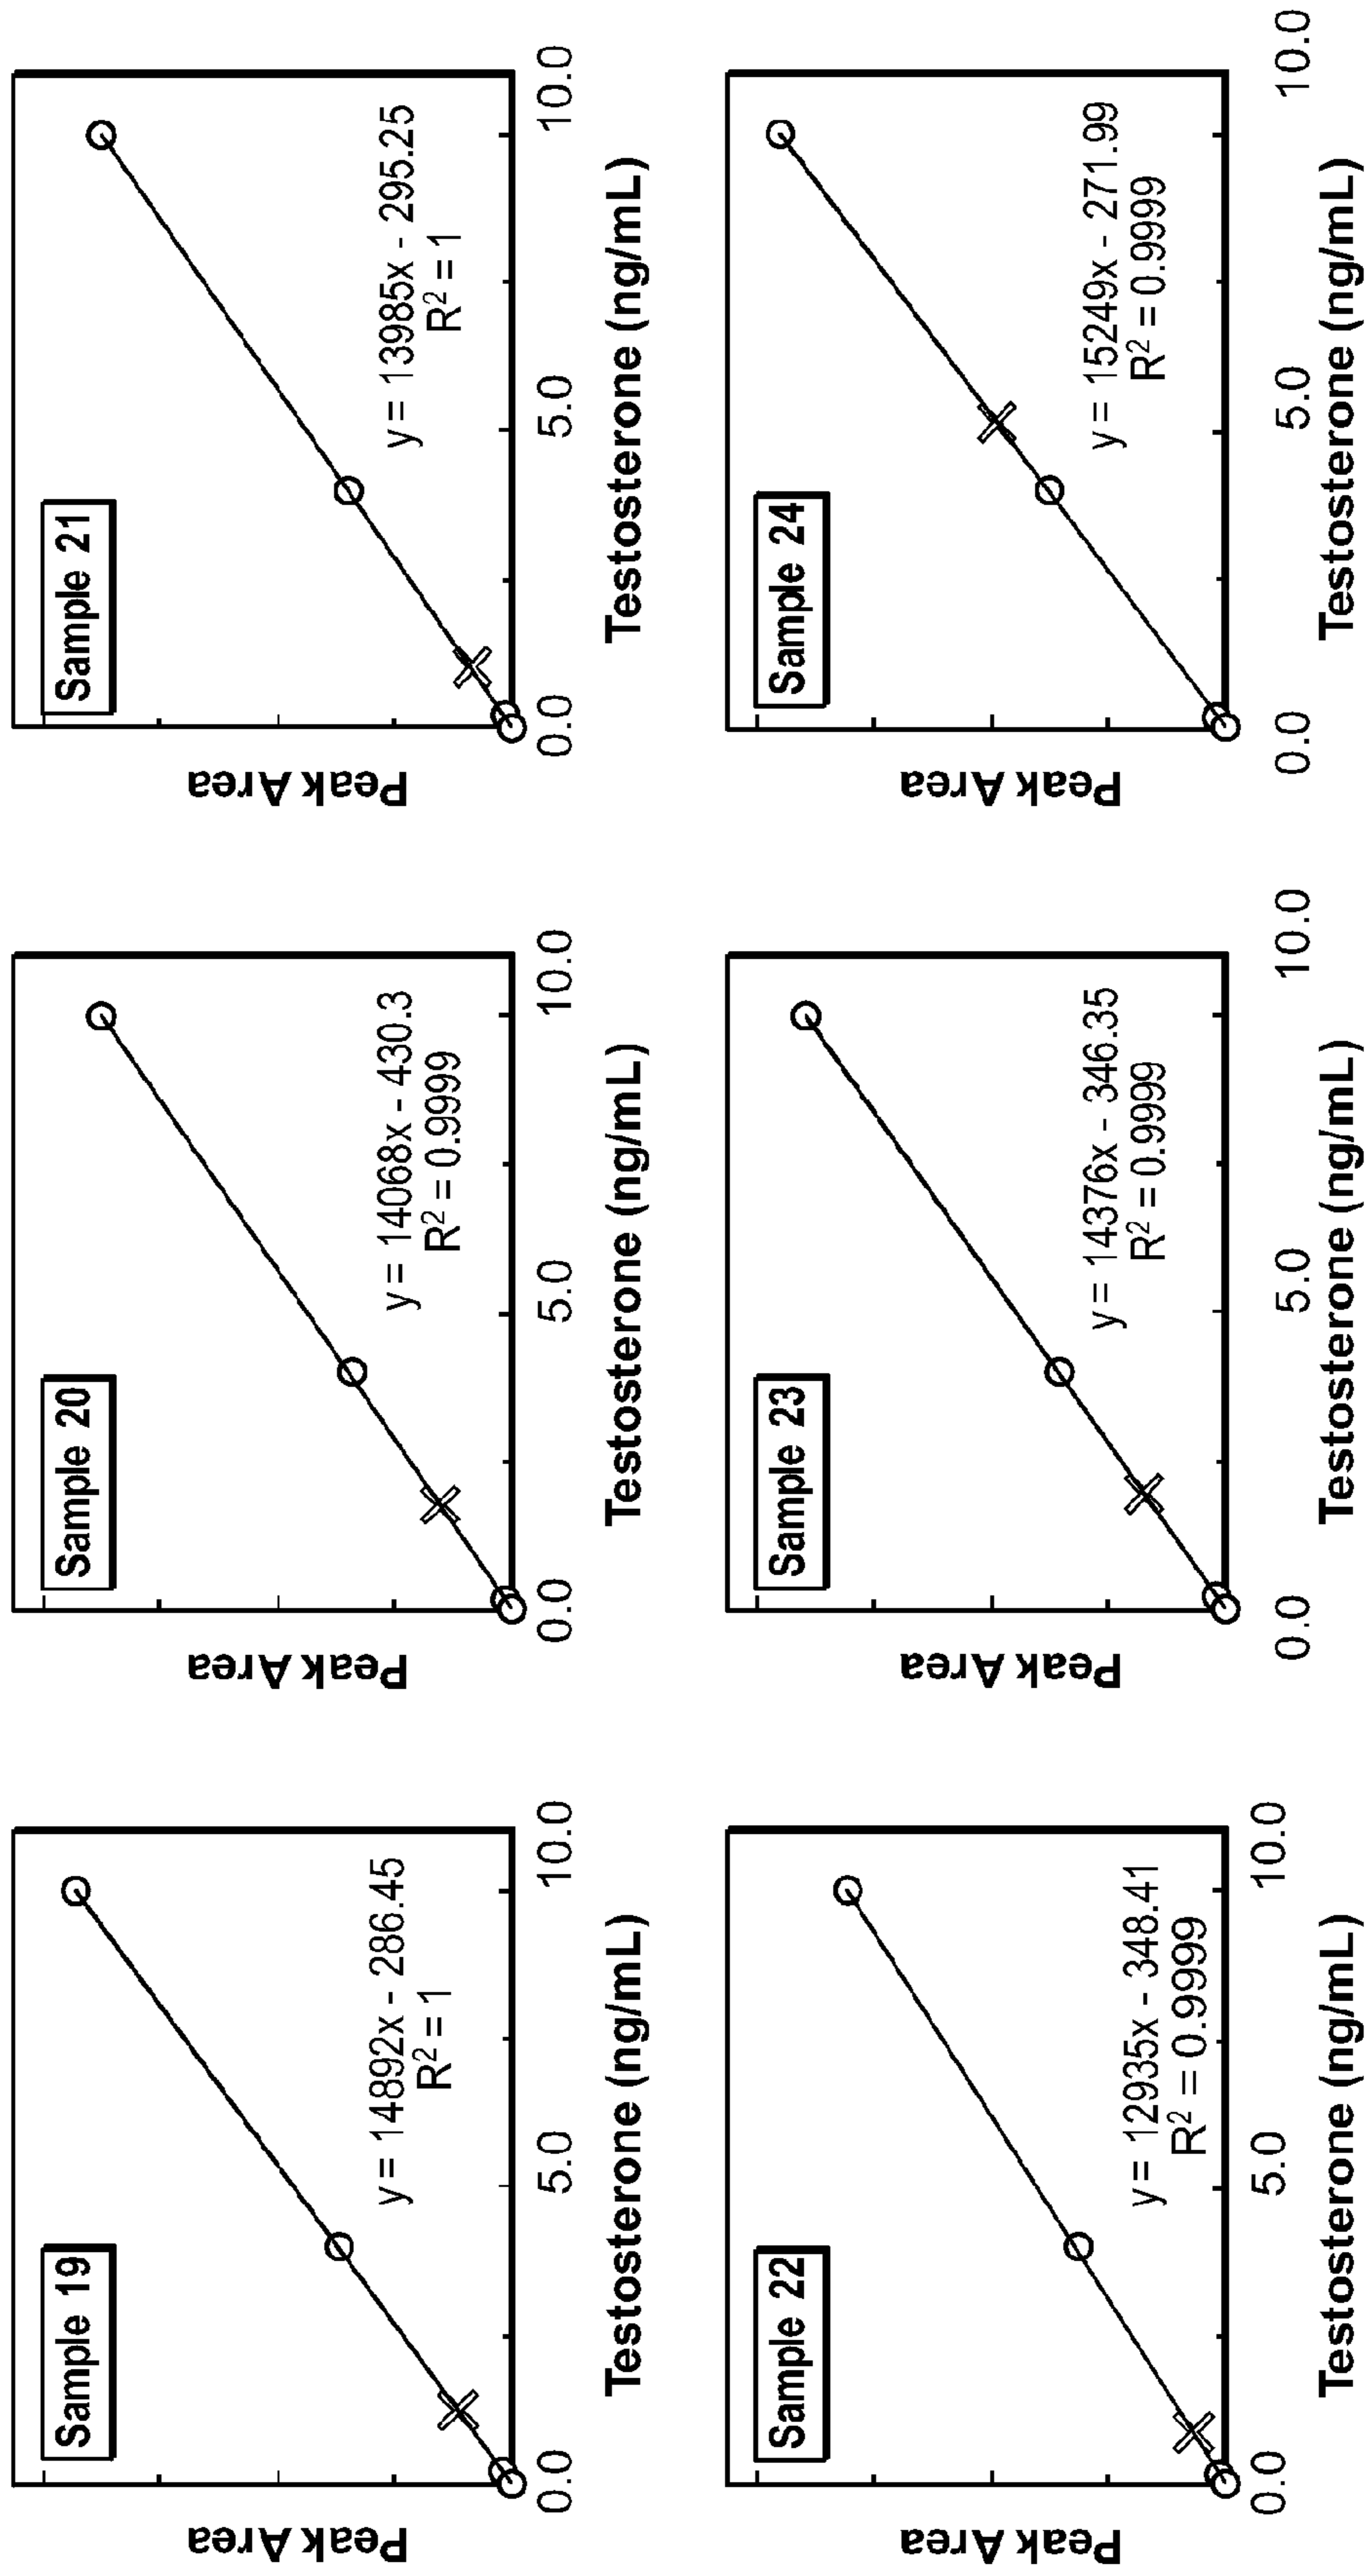 Sample 19
y = 14892x - 286.45
R² = 1
Peak Area
0.0
5.0
10.0
Testosterone (ng/mL)
Sample 20
y = 14068x - 430.3
R² = 0.9999
Peak Area
0.0
5.0
10.0
Testosterone (ng/mL)
Sample 21
y = 13985x - 295.25
R² = 1
Peak Area
0.0
5.0
10.0
Testosterone (ng/mL)
Sample 22
y = 12935x - 348.41
R² = 0.9999
Peak Area
0.0
5.0
10.0
Testosterone (ng/mL)
Sample 23
y = 14376x - 346.35
R² = 0.9999
Peak Area
0.0
5.0
10.0
Testosterone (ng/mL)
Sample 24
y = 15249x - 271.99
R² = 0.9999
Peak Area
0.0
5.0
10.0
Testosterone (ng/mL)